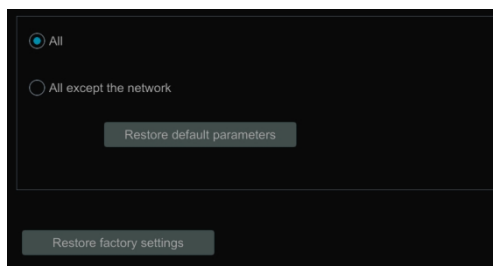 All
All except the network
Restore default parameters
Restore factory settings